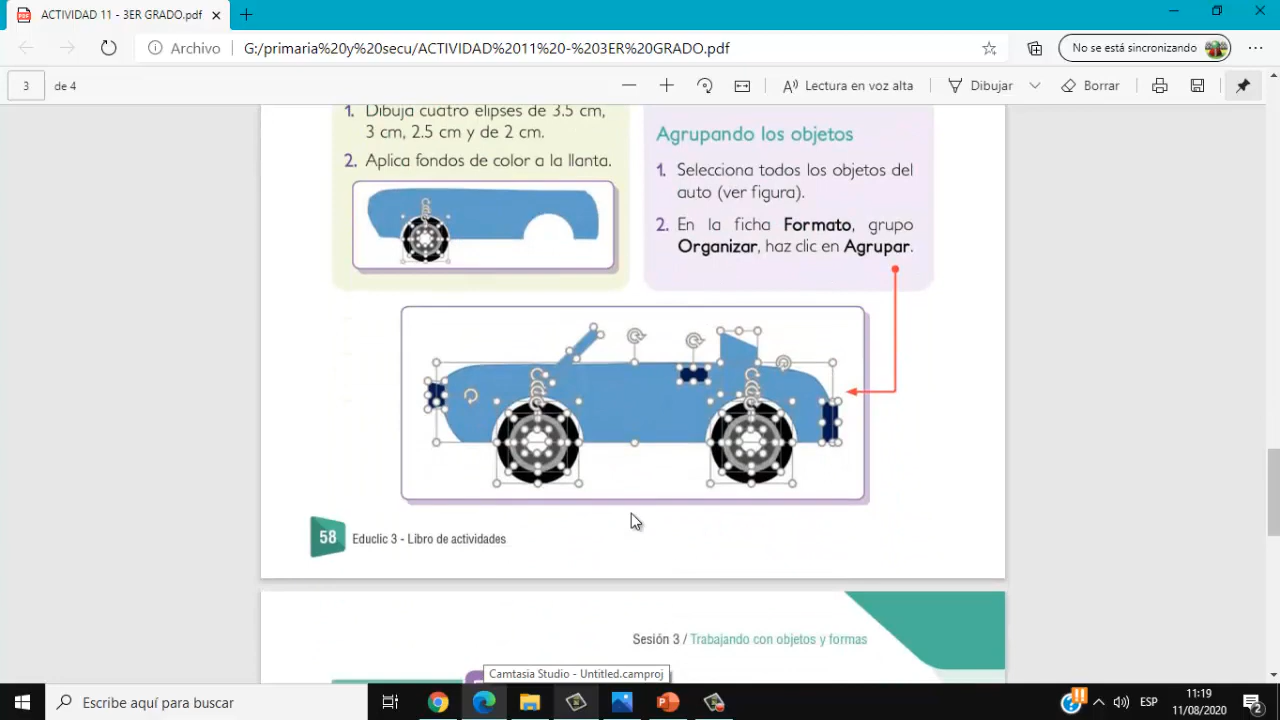 ACTIVIDAD 11 - 3ER GRADO.pdf
Archivo
G:/primaria%20y%20secu/ACTIVIDAD%2011%20-%203ER%20GRADO.pdf
No se está sincronizando
3 de 4
Lectura en voz alta
Dibujar
Borrar
1. Dibuja cuatro elipses de 3.5 cm,
3 cm, 2.5 cm y de 2 cm.
2. Aplica fondos de color a la llanta.
Agrupando los objetos
1. Selecciona todos los objetos del
auto (ver figura).
2. En la ficha Formato, grupo
Organizar, haz clic en Agrupar.
58 Educlic 3 - Libro de actividades
Sesión 3 / Trabajando con objetos y formas
Camtasia Studio - Untitled.camproj
Escribe aquí para buscar
ESP
11:19
11/08/2020
2